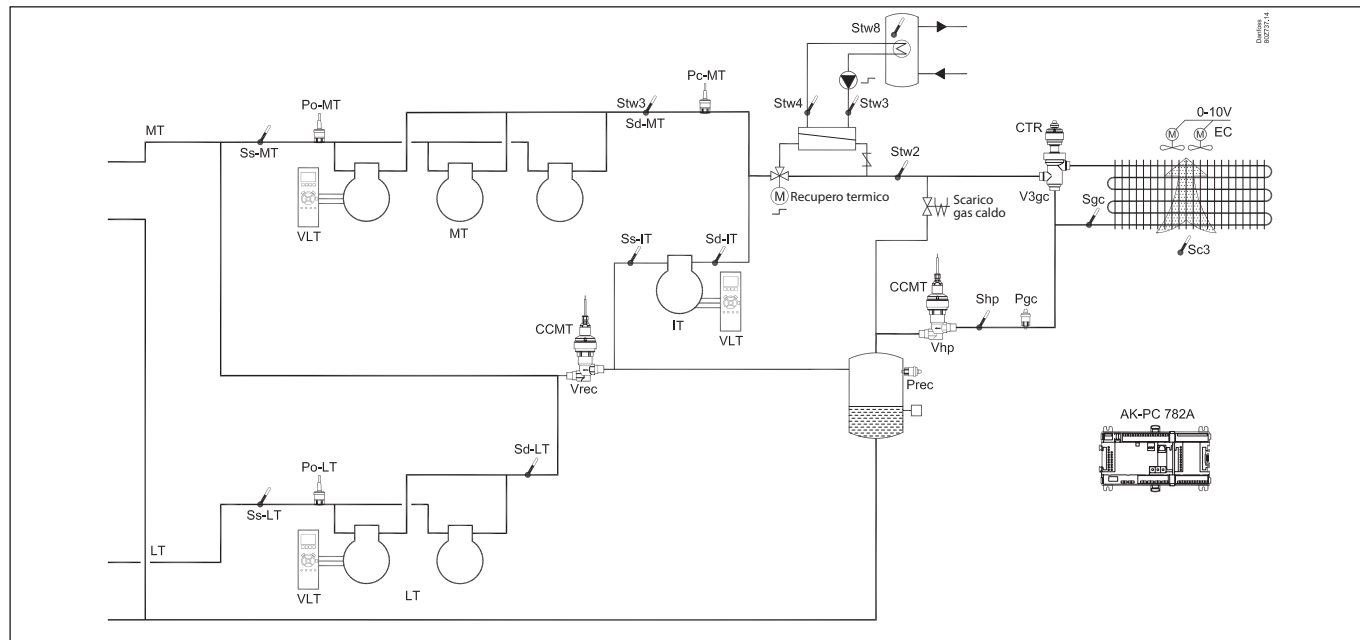 Danfoss
80Z737.14
Stw8
Pc-MT
Po-MT
Stw3
Stw4
Stw3
0-10V
CTR
M
M
EC
MT
Ss-MT
Sd-MT
Stw2
M
Recupero termico
V3gc
Sgc
Scarico
gas caldo
Sc3
VLT
MT
Ss-IT
Sd-IT
CCMT
Shp
Pgc
CCMT
IT
VLT
Vhp
Vrec
Prec
AK-PC 782A
Sd-LT
Po-LT
Ss-LT
LT
VLT
LT